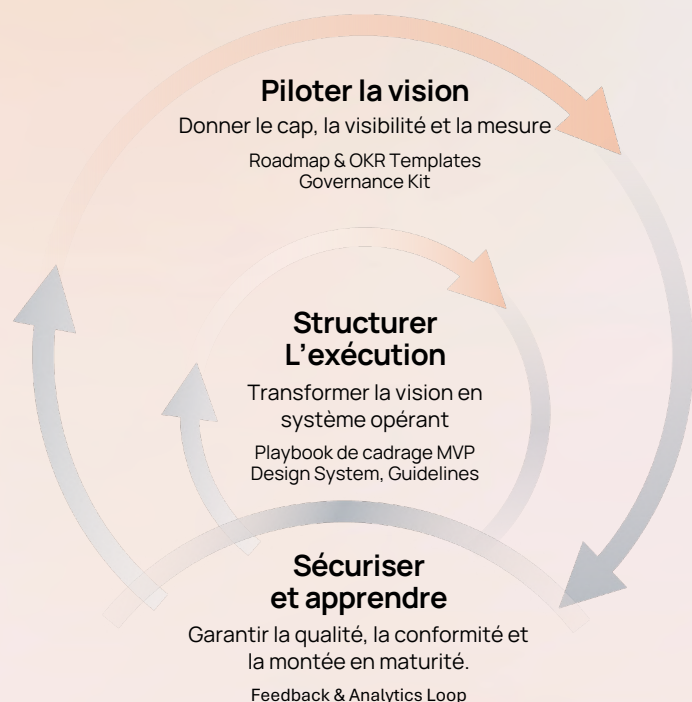 Piloter la vision
Donner le cap, la visibilité et la mesure
Roadmap & OKR Templates
Governance Kit
Structurer
L’exécution
Transformer la vision en
système opérant
Playbook de cadrage MVP
Design System, Guidelines
Sécuriser
et apprendre
Garantir la qualité, la conformité et
la montée en maturité.
Feedback & Analytics Loop